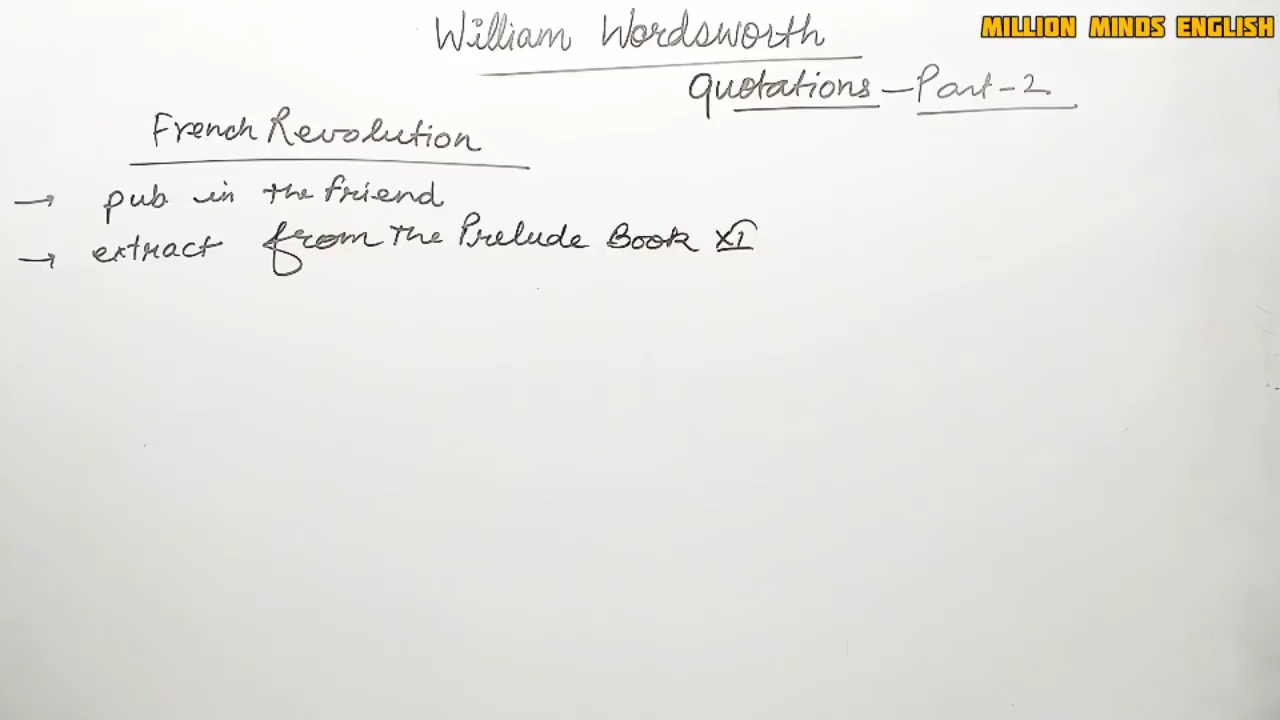 William Wordsworth
MILLION MINDS ENGLISH
Quotations - Part - 2
French Revolution
→ pub in the friend
→ extract from the Prelude Book XI